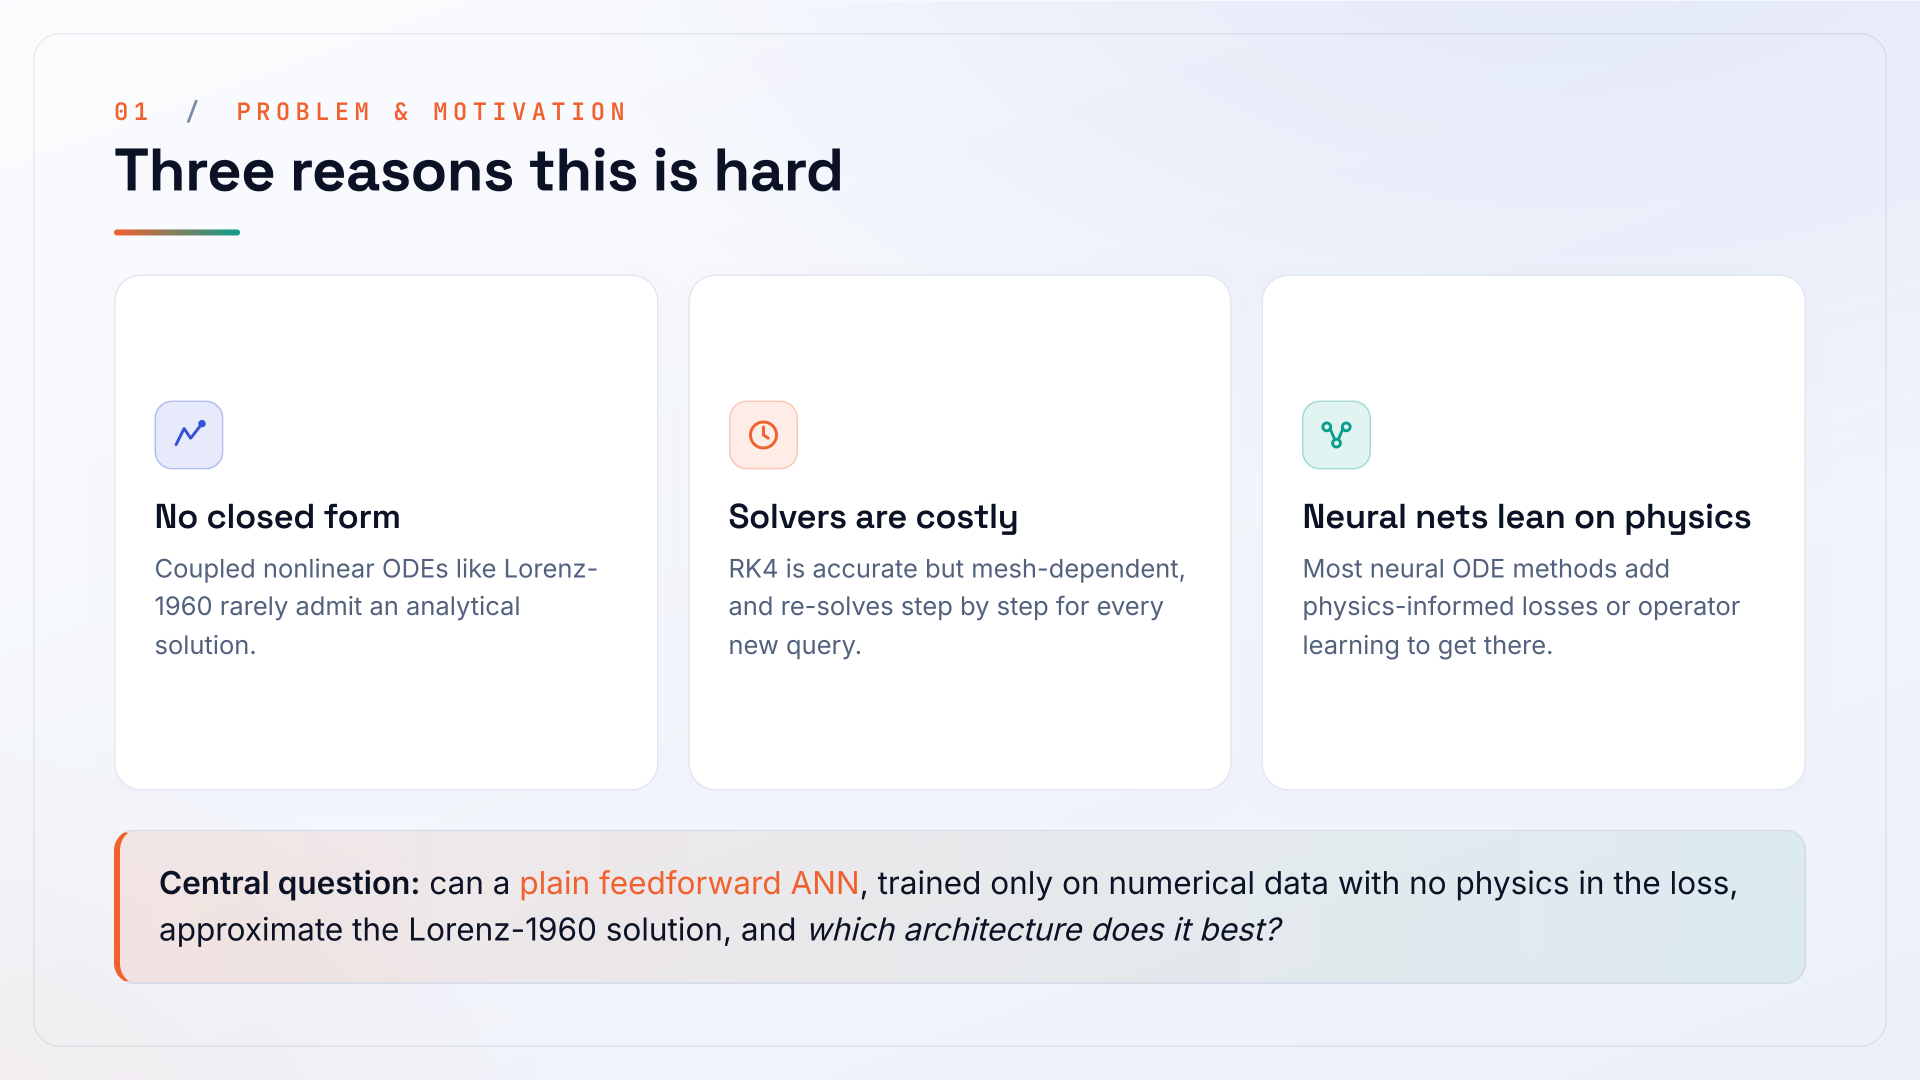 01 / PROBLEM & MOTIVATION
Three reasons this is hard
No closed form
Coupled nonlinear ODEs like Lorenz-
1960 rarely admit an analytical
solution.
Solvers are costly
RK4 is accurate but mesh-dependent,
and re-solves step by step for every
new query.
Neural nets lean on physics
Most neural ODE methods add
physics-informed losses or operator
learning to get there.
Central question: can a plain feedforward ANN, trained only on numerical data with no physics in the loss,
approximate the Lorenz-1960 solution, and which architecture does it best?